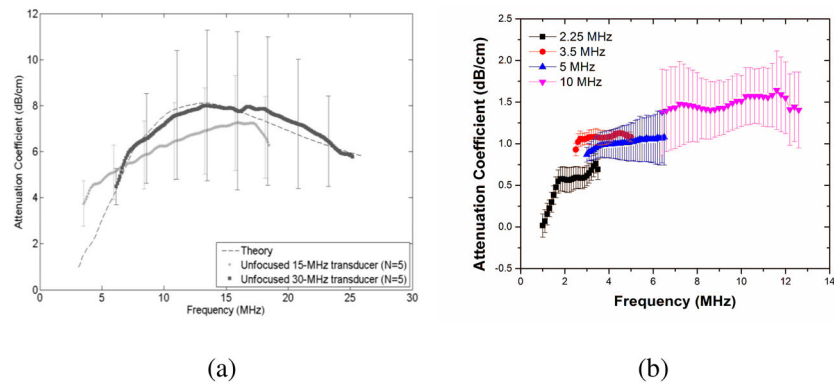 12
10
8
6
4
2
0
Attenuation Coefficient (dB/cm)
0 5 10 15 20 25 30
Frequency (MHz)
Theory
Unfocused 15-MHz transducer (N=5)
Unfocused 30-MHz transducer (N=5)
(a)
2.5
2.0
1.5
1.0
0.5
0.0
-0.5
Attenuation Coefficient (dB/cm)
2.25 MHz
3.5 MHz
5 MHz
10 MHz
0 2 4 6 8 10 12 14
Frequency (MHz)
(b)